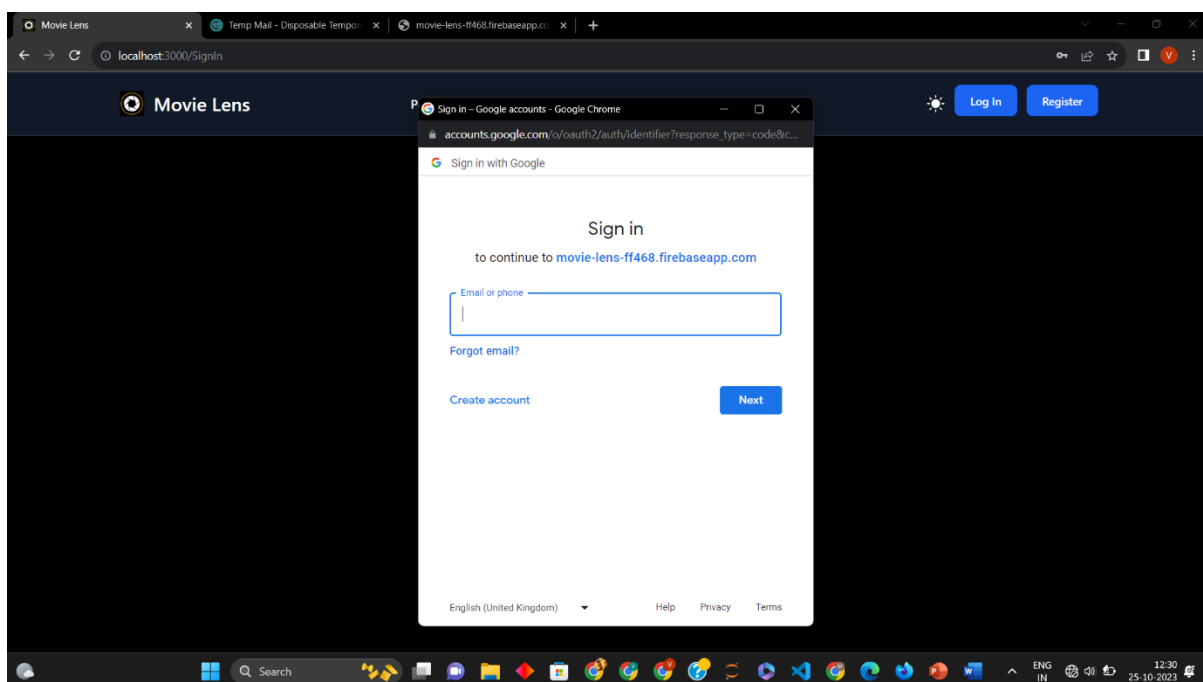 Movie Lens
Temp Mail - Disposable Tempor
movie-lens-ff468.firebaseapp.co
localhost:3000/SignIn
V
Movie Lens
P
Log In
Register
Sign in – Google accounts - Google Chrome
accounts.google.com/o/oauth2/auth/identifier?response_type=code&c...
Sign in with Google
Sign in
to continue to movie-lens-ff468.firebaseapp.com
Email or phone
Forgot email?
Create account
Next
English (United Kingdom)
Help
Privacy
Terms
Search
ENG
IN
12:30
25-10-2023